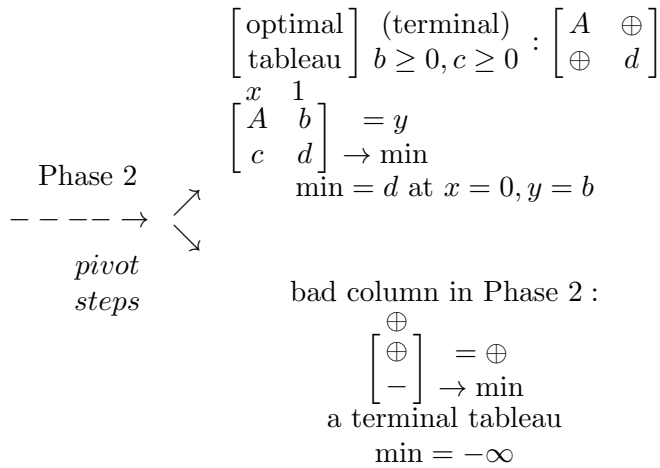 [optimal tableau] (terminal) b ≥ 0, c ≥ 0 : [A ⊕ ⊕ d]
x 1
[A b] = y
[c d] → min
min = d at x = 0, y = b
Phase 2
− − −− → ↗ ↘
pivot
steps
bad column in Phase 2 :
⊕
[⊕] = ⊕
[−] → min
a terminal tableau
min = −∞